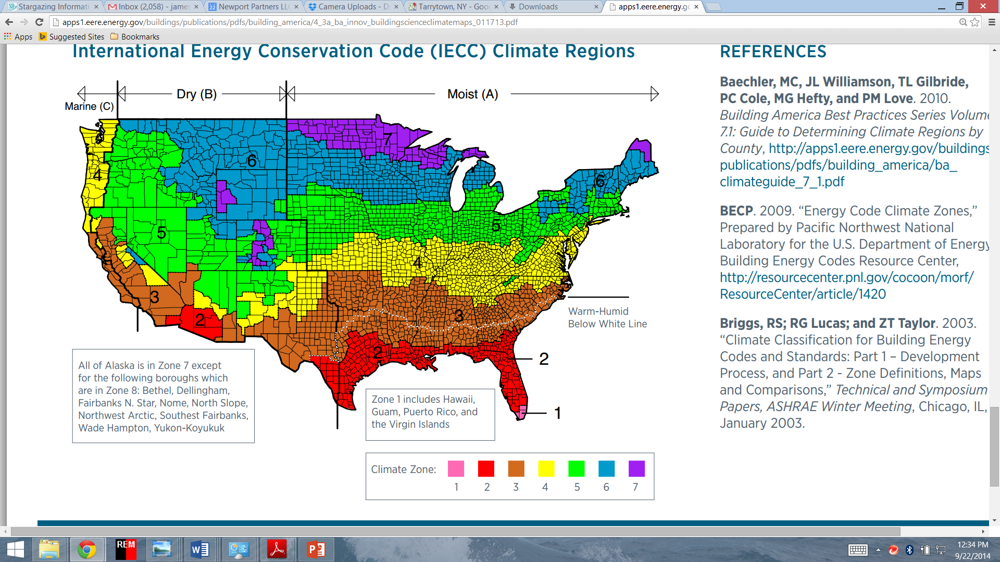 Stargazing Informati
Inbox (2,058) - james
Newport Partners LLC
Camera Uploads - D
Tarrytown, NY - Goo
Downloads
apps1.eere.energy.gc
apps1.eere.energy.gov/buildings/publications/pdfs/building_america/4_3a_ba_innov_buildingscienceclimatemaps_011713.pdf
Apps
Suggested Sites
Bookmarks
International Energy Conservation Code (IECC) Climate Regions
Marine (C)
Dry (B)
Moist (A)
7
6
4
6
5
5
4
3
3
2
2
2
1
Warm-Humid
Below White Line
All of Alaska is in Zone 7 except
for the following boroughs which
are in Zone 8: Bethel, Dellingham,
Fairbanks N. Star, Nome, North Slope,
Northwest Arctic, Southest Fairbanks,
Wade Hampton, Yukon-Koyukuk
Zone 1 includes Hawaii,
Guam, Puerto Rico, and
the Virgin Islands
Climate Zone:
1 2 3 4 5 6 7
REFERENCES
Baechler, MC, JL Williamson, TL Gilbride,
PC Cole, MG Hefty, and PM Love. 2010.
Building America Best Practices Series Volume
7.1: Guide to Determining Climate Regions by
County, http://apps1.eere.energy.gov/buildings
publications/pdfs/building_america/ba_
climateguide_7_1.pdf
BECP. 2009. “Energy Code Climate Zones,”
Prepared by Pacific Northwest National
Laboratory for the U.S. Department of Energy
Building Energy Codes Resource Center,
http://resourcecenter.pnl.gov/cocoon/morf/
ResourceCenter/article/1420
Briggs, RS; RG Lucas; and ZT Taylor. 2003.
“Climate Classification for Building Energy
Codes and Standards: Part 1 – Development
Process, and Part 2 - Zone Definitions, Maps
and Comparisons,” Technical and Symposium
Papers, ASHRAE Winter Meeting, Chicago, IL,
January 2003.
REM
12:34 PM
9/22/2014